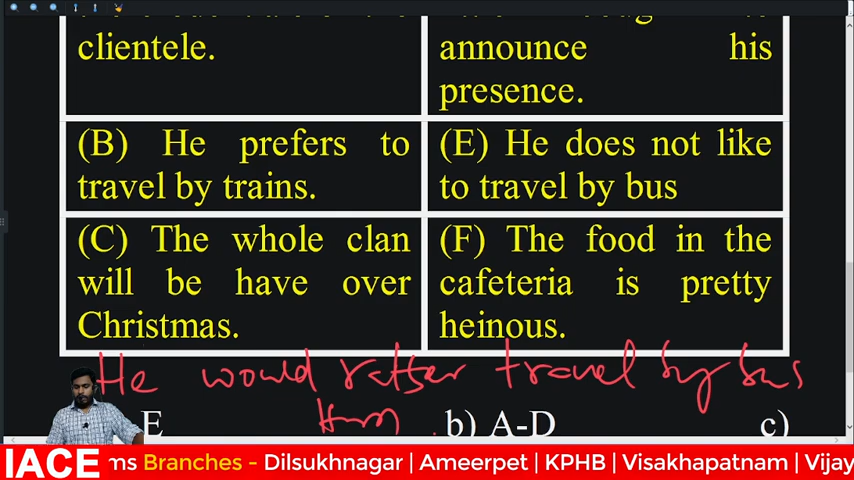 clientele.
announce his
presence.
(B) He prefers to
travel by trains.
(E) He does not like
to travel by bus
(C) The whole clan
will be have over
Christmas.
(F) The food in the
cafeteria is pretty
heinous.
He would rather travel by bus
than .
E b) A-D c)
IACE ms Branches - Dilsukhnagar | Ameerpet | KPHB | Visakhapatnam | Vijay